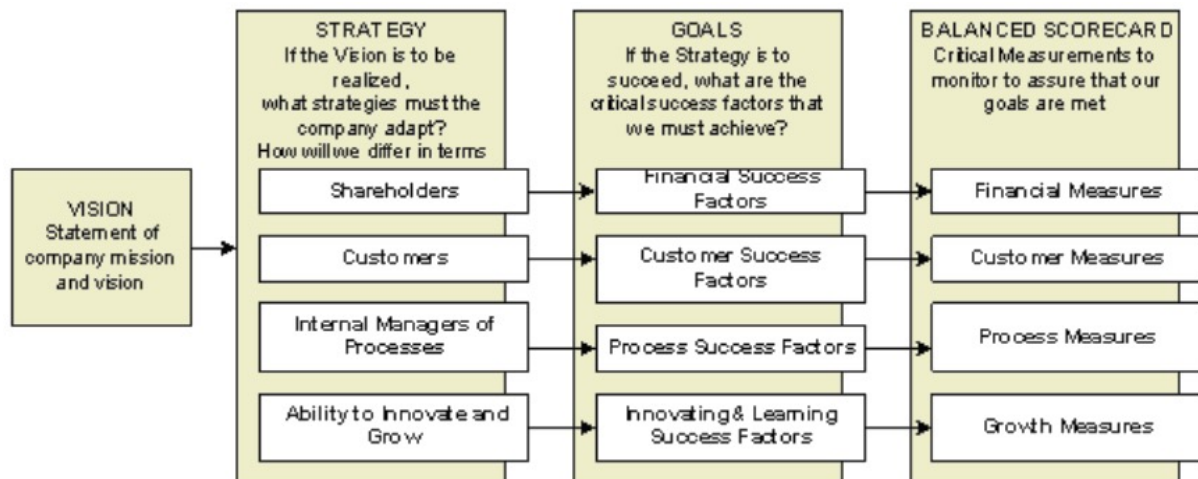 VISION
Statement of
company mission
and vision
STRATEGY
If the Vision is to be
realized,
what strategies must the
company adapt?
How will we differ in terms
Shareholders
Customers
Internal Managers of
Processes
Ability to Innovate and
Grow
GOALS
If the Strategy is to
succeed, what are the
critical success factors that
we must achieve?
Financial Success
Factors
Customer Success
Factors
Process Success Factors
Innovating & Learning
Success Factors
BALANCED SCORECARD
Critical Measurements to
monitor to assure that our
goals are met
Financial Measures
Customer Measures
Process Measures
Growth Measures